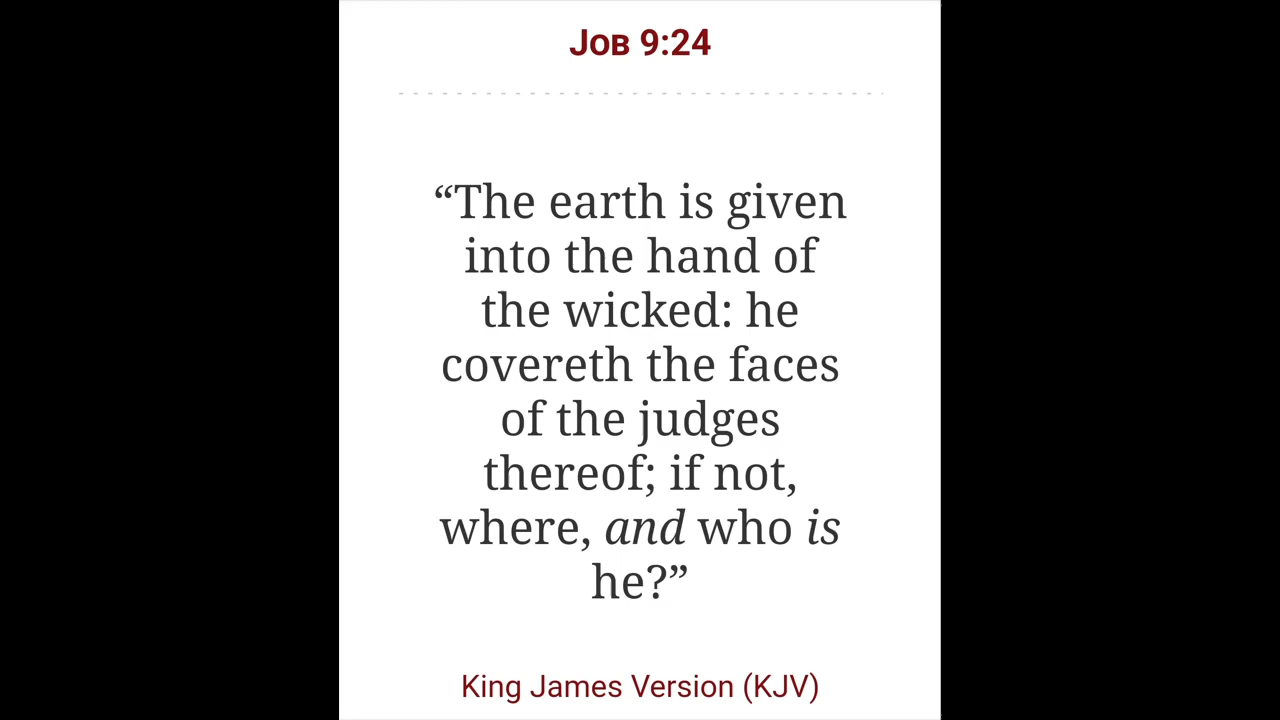 Job 9:24
“The earth is given
into the hand of
the wicked: he
covereth the faces
of the judges
thereof; if not,
where, and who is
he?”
King James Version (KJV)